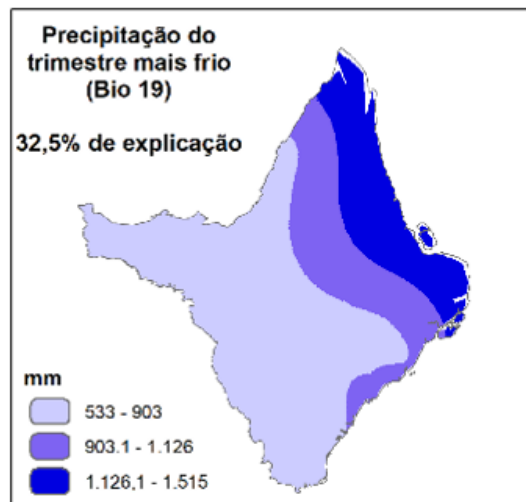 Precipitação do
trimestre mais frio
(Bio 19)
32,5% de explicação
mm
533 - 903
903.1 - 1.126
1.126,1 - 1.515